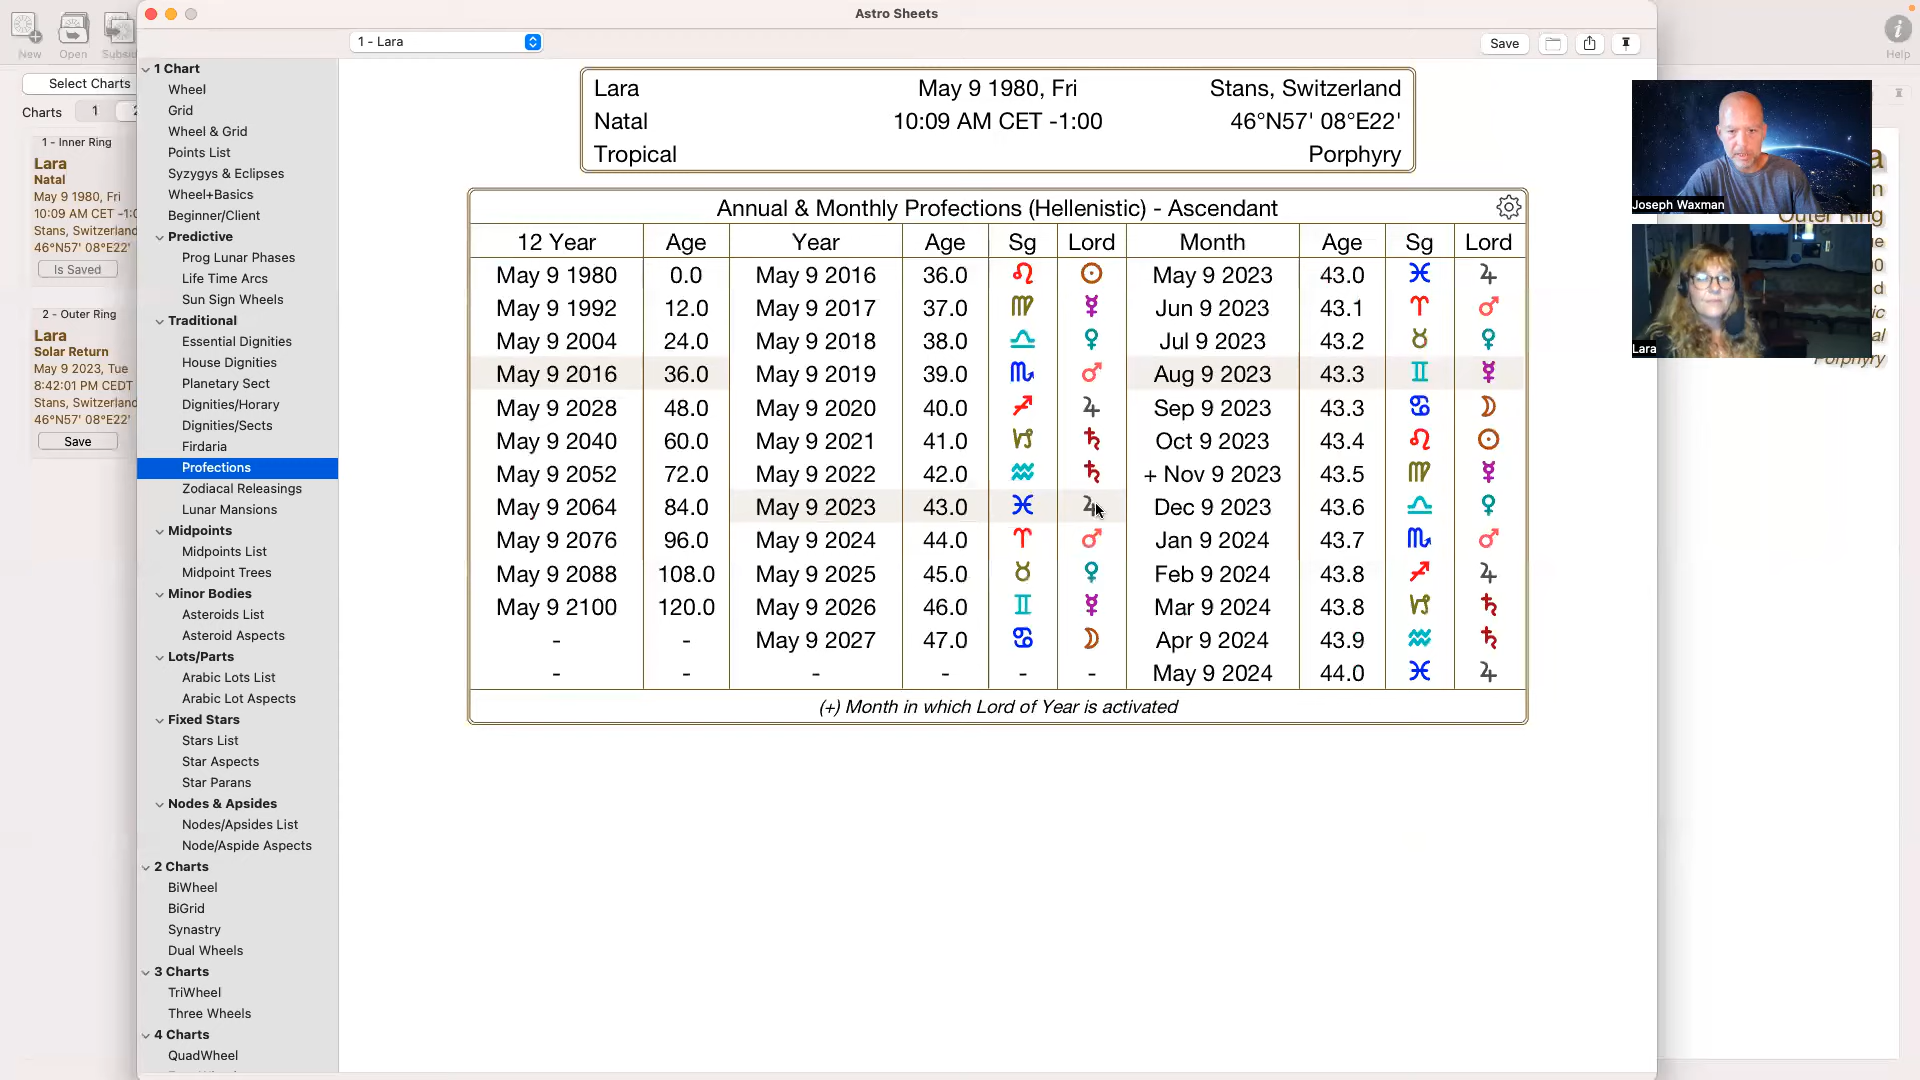 Astro Sheets
New Open Subsid
Help
1 - Lara
Save
Select Charts
Charts 1 2
1 - Inner Ring
Lara
Natal
May 9 1980, Fri
10:09 AM CET -1:0
Stans, Switzerland
46°N57' 08°E22'
Is Saved
2 - Outer Ring
Lara
Solar Return
May 9 2023, Tue
8:42:01 PM CEDT
Stans, Switzerland
46°N57' 08°E22'
Save
1 Chart
Wheel
Grid
Wheel & Grid
Points List
Syzygys & Eclipses
Wheel+Basics
Beginner/Client
Predictive
Prog Lunar Phases
Life Time Arcs
Sun Sign Wheels
Traditional
Essential Dignities
House Dignities
Planetary Sect
Dignities/Horary
Dignities/Sects
Firdaria
Profections
Zodiacal Releasings
Lunar Mansions
Midpoints
Midpoints List
Midpoint Trees
Minor Bodies
Asteroids List
Asteroid Aspects
Lots/Parts
Arabic Lots List
Arabic Lot Aspects
Fixed Stars
Stars List
Star Aspects
Star Parans
Nodes & Apsides
Nodes/Apsides List
Node/Aspide Aspects
2 Charts
BiWheel
BiGrid
Synastry
Dual Wheels
3 Charts
TriWheel
Three Wheels
4 Charts
QuadWheel
Lara May 9 1980, Fri Stans, Switzerland
Natal 10:09 AM CET -1:00 46°N57' 08°E22'
Tropical Porphyry
Annual & Monthly Profections (Hellenistic) - Ascendant
12 Year Age Year Age Sg Lord Month Age Sg Lord
May 9 1980 0.0 May 9 2016 36.0 ♌ ☉ May 9 2023 43.0 ♓ ♃
May 9 1992 12.0 May 9 2017 37.0 ♍ ☿ Jun 9 2023 43.1 ♈ ♂
May 9 2004 24.0 May 9 2018 38.0 ♎ ♀ Jul 9 2023 43.2 ♉ ♀
May 9 2016 36.0 May 9 2019 39.0 ♏ ♂ Aug 9 2023 43.3 ♊ ☿
May 9 2028 48.0 May 9 2020 40.0 ♐ ♃ Sep 9 2023 43.3 ♋ ☽
May 9 2040 60.0 May 9 2021 41.0 ♑ ♄ Oct 9 2023 43.4 ♌ ☉
May 9 2052 72.0 May 9 2022 42.0 ♒ ♄ + Nov 9 2023 43.5 ♍ ☿
May 9 2064 84.0 May 9 2023 43.0 ♓ ♃ Dec 9 2023 43.6 ♎ ♀
May 9 2076 96.0 May 9 2024 44.0 ♈ ♂ Jan 9 2024 43.7 ♏ ♂
May 9 2088 108.0 May 9 2025 45.0 ♉ ♀ Feb 9 2024 43.8 ♐ ♃
May 9 2100 120.0 May 9 2026 46.0 ♊ ☿ Mar 9 2024 43.8 ♑ ♄
- - May 9 2027 47.0 ♋ ☽ Apr 9 2024 43.9 ♒ ♄
- - - - - - May 9 2024 44.0 ♓ ♃
(+) Month in which Lord of Year is activated
Joseph Waxman
Lara
Outer Ring
Porphyry